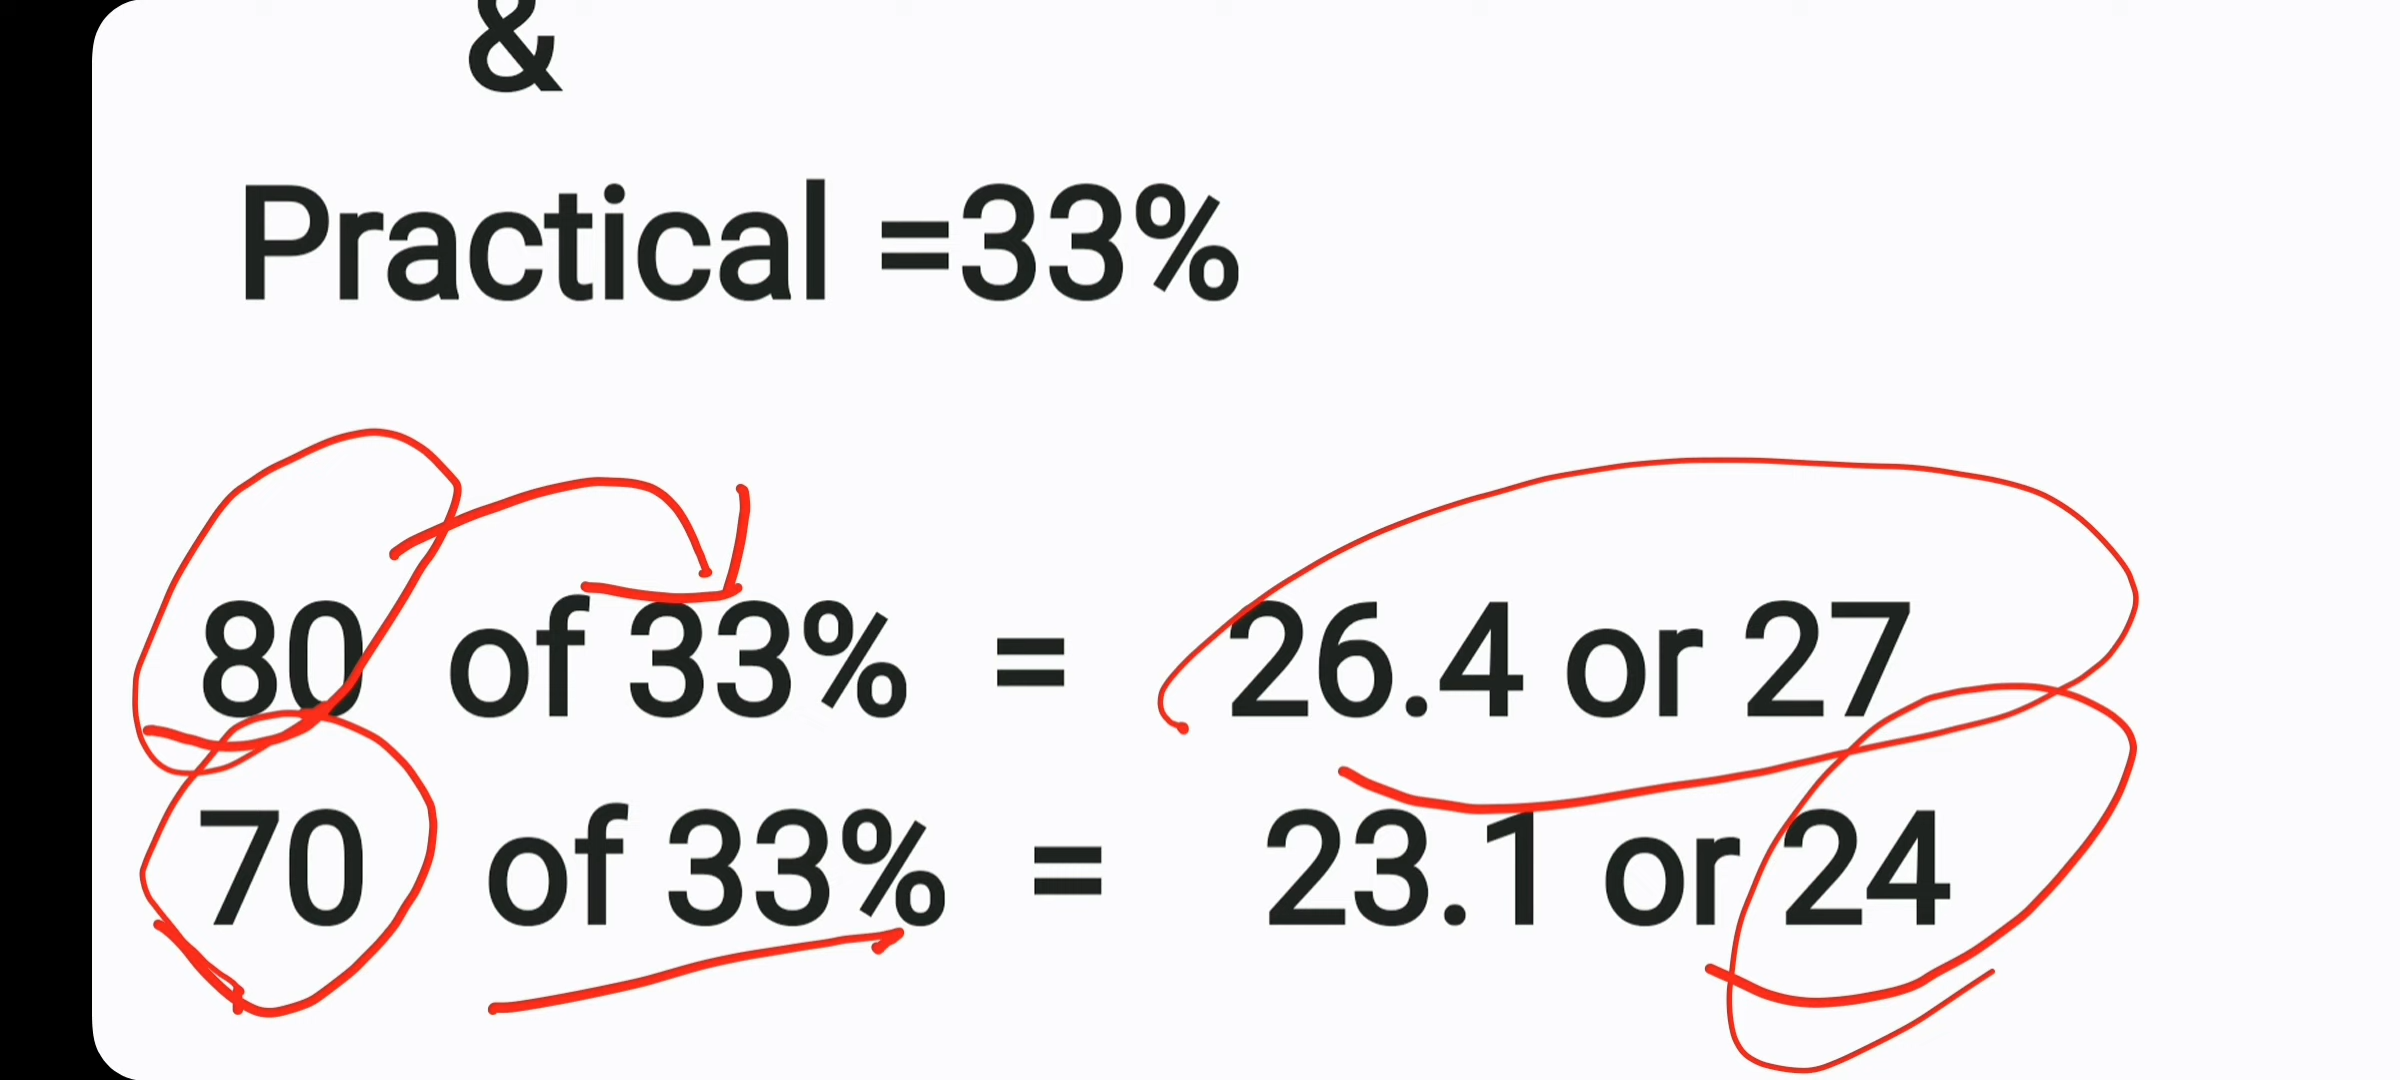 &
Practical =33%
80 of 33% = 26.4 or 27
70 of 33% = 23.1 or 24